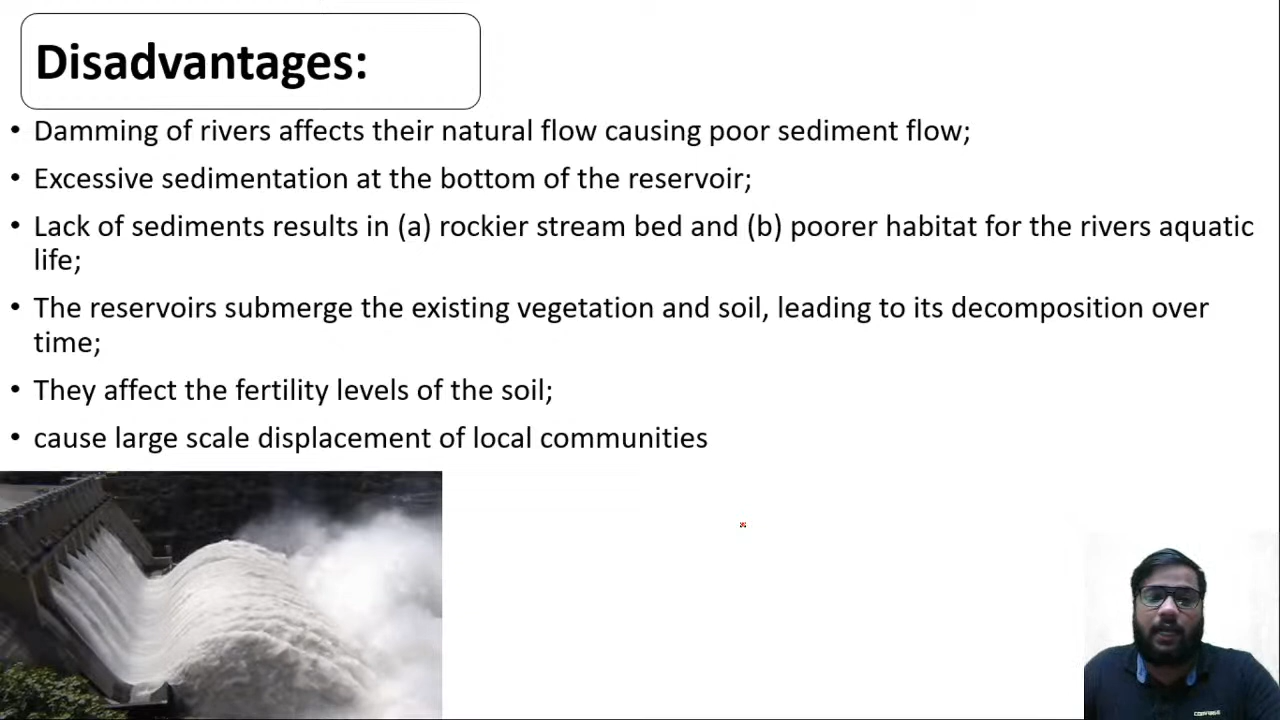 Disadvantages:
• Damming of rivers affects their natural flow causing poor sediment flow;
• Excessive sedimentation at the bottom of the reservoir;
• Lack of sediments results in (a) rockier stream bed and (b) poorer habitat for the rivers aquatic
life;
• The reservoirs submerge the existing vegetation and soil, leading to its decomposition over
time;
• They affect the fertility levels of the soil;
• cause large scale displacement of local communities